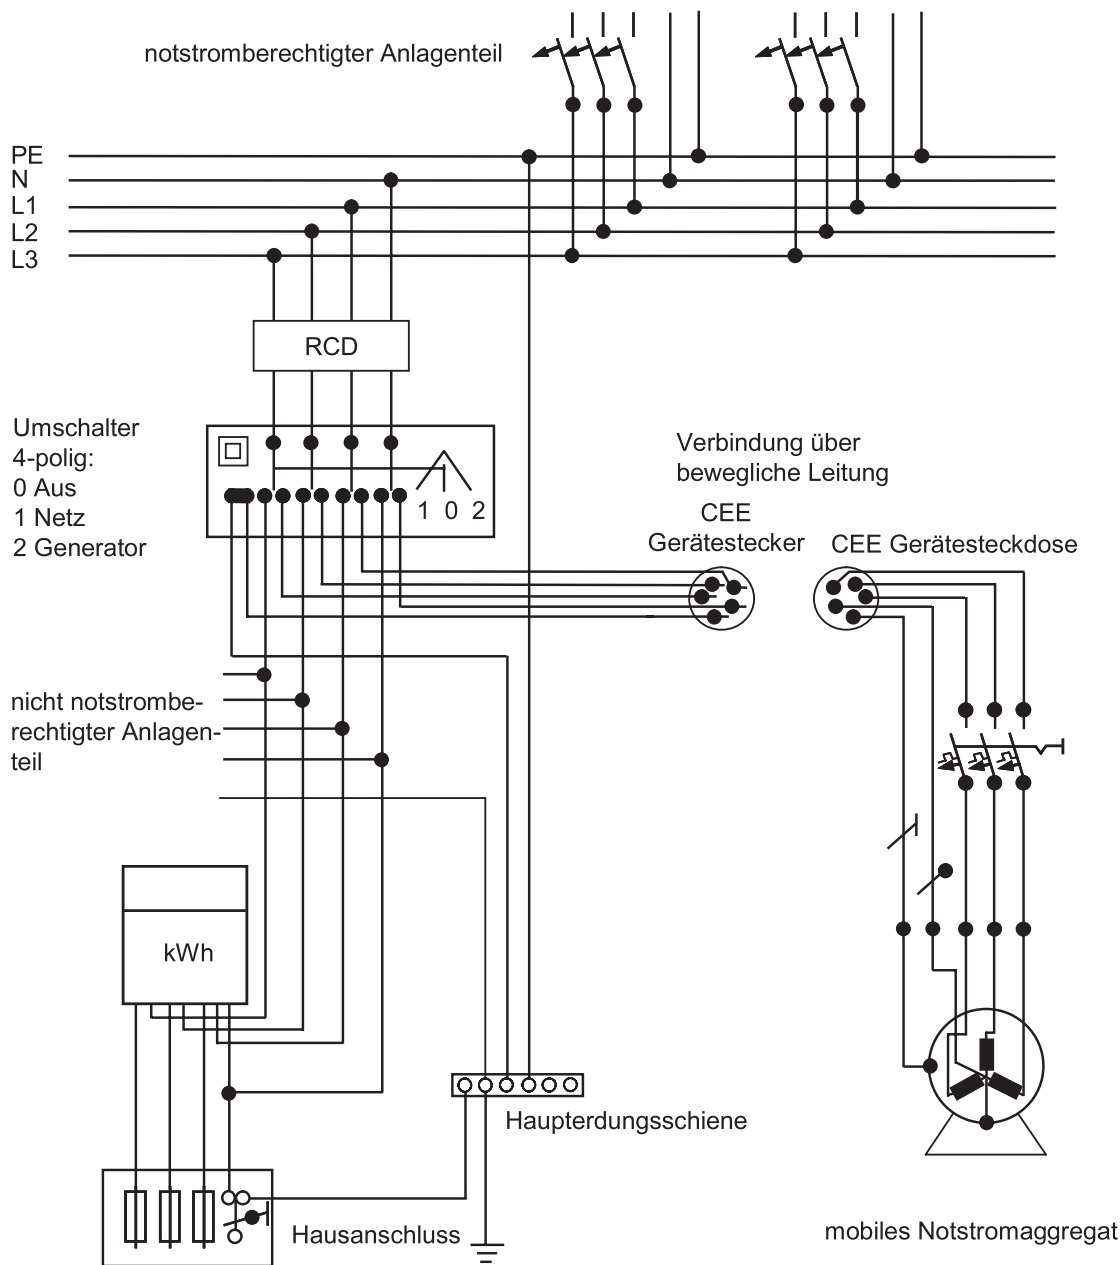 notstromberechtigter Anlagenteil
PE
N
L1
L2
L3
RCD
Umschalter
4-polig:
0 Aus
1 Netz
2 Generator
1 0 2
Verbindung über
bewegliche Leitung
CEE
Gerätestecker
CEE Gerätesteckdose
nicht notstrombe-
rechtigter Anlagen-
teil
kWh
Haupterdungsschiene
Hausanschluss
mobiles Notstromaggregat